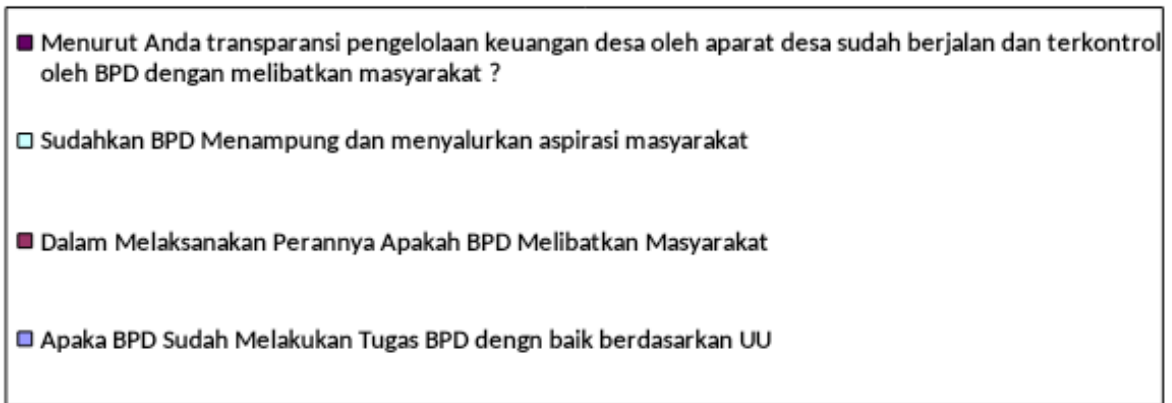 Menurut Anda transparansi pengelolaan keuangan desa oleh aparat desa sudah berjalan dan terkontrol
oleh BPD dengan melibatkan masyarakat ?
Sudahkan BPD Menampung dan menyalurkan aspirasi masyarakat
Dalam Melaksanakan Perannya Apakah BPD Melibatkan Masyarakat
Apaka BPD Sudah Melakukan Tugas BPD dengn baik berdasarkan UU